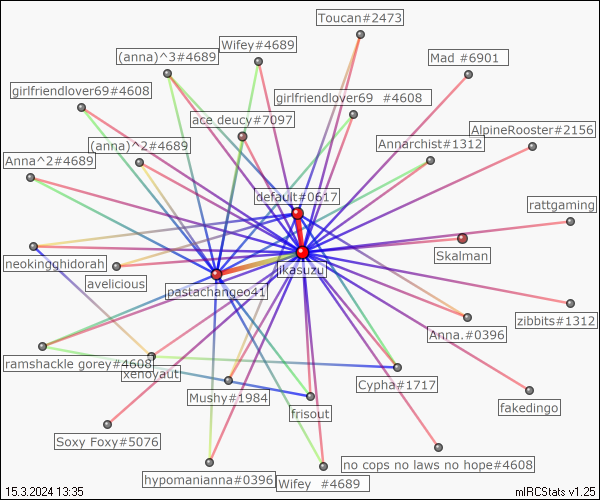 Toucan#2473
Wifey#4689
(anna)^3#4689
Mad #6901
girlfriendlover69#4608
girlfriendlover69 #4608
ace deucy#7097
AlpineRooster#2156
(anna)^2#4689
Annarchist#1312
Anna^2#4689
default#0617
rattgaming
Skalman
neokingghidorah
jikasuzu
avelicious
pastachangeo41
zibbits#1312
Anna.#0396
ramshackle gorey#4608
xenoyaut
Cypha#1717
Mushy#1984
fakedingo
frisout
Soxy Foxy#5076
no cops no laws no hope#4608
hypomanianna#0396
Wifey #4689
15.3.2024 13:35
mIRCStats v1.25